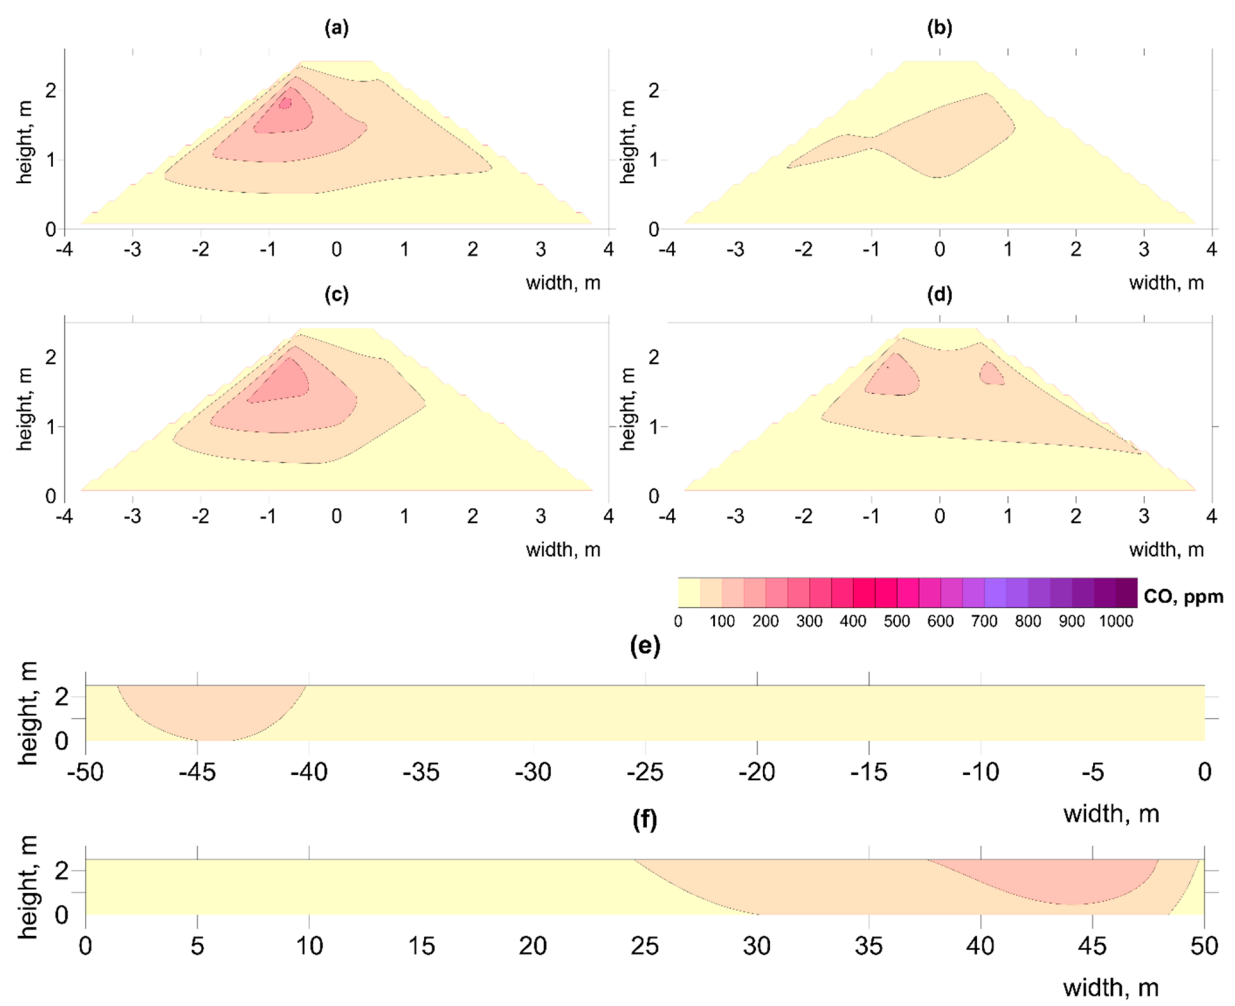 (a) (b)
height, m 2 1 0 height, m 2 1 0
-4 -3 -2 -1 0 1 2 3 4 -4 -3 -2 -1 0 1 2 3 4
width, m width, m
(c) (d)
height, m 2 1 0 height, m 2 1 0
-4 -3 -2 -1 0 1 2 3 4 -4 -3 -2 -1 0 1 2 3 4
width, m width, m
CO, ppm
0 100 200 300 400 500 600 700 800 900 1000
(e)
height, m 2 0
-50 -45 -40 -35 -30 -25 -20 -15 -10 -5 0
width, m
(f)
height, m 2 0
0 5 10 15 20 25 30 35 40 45 50
width, m